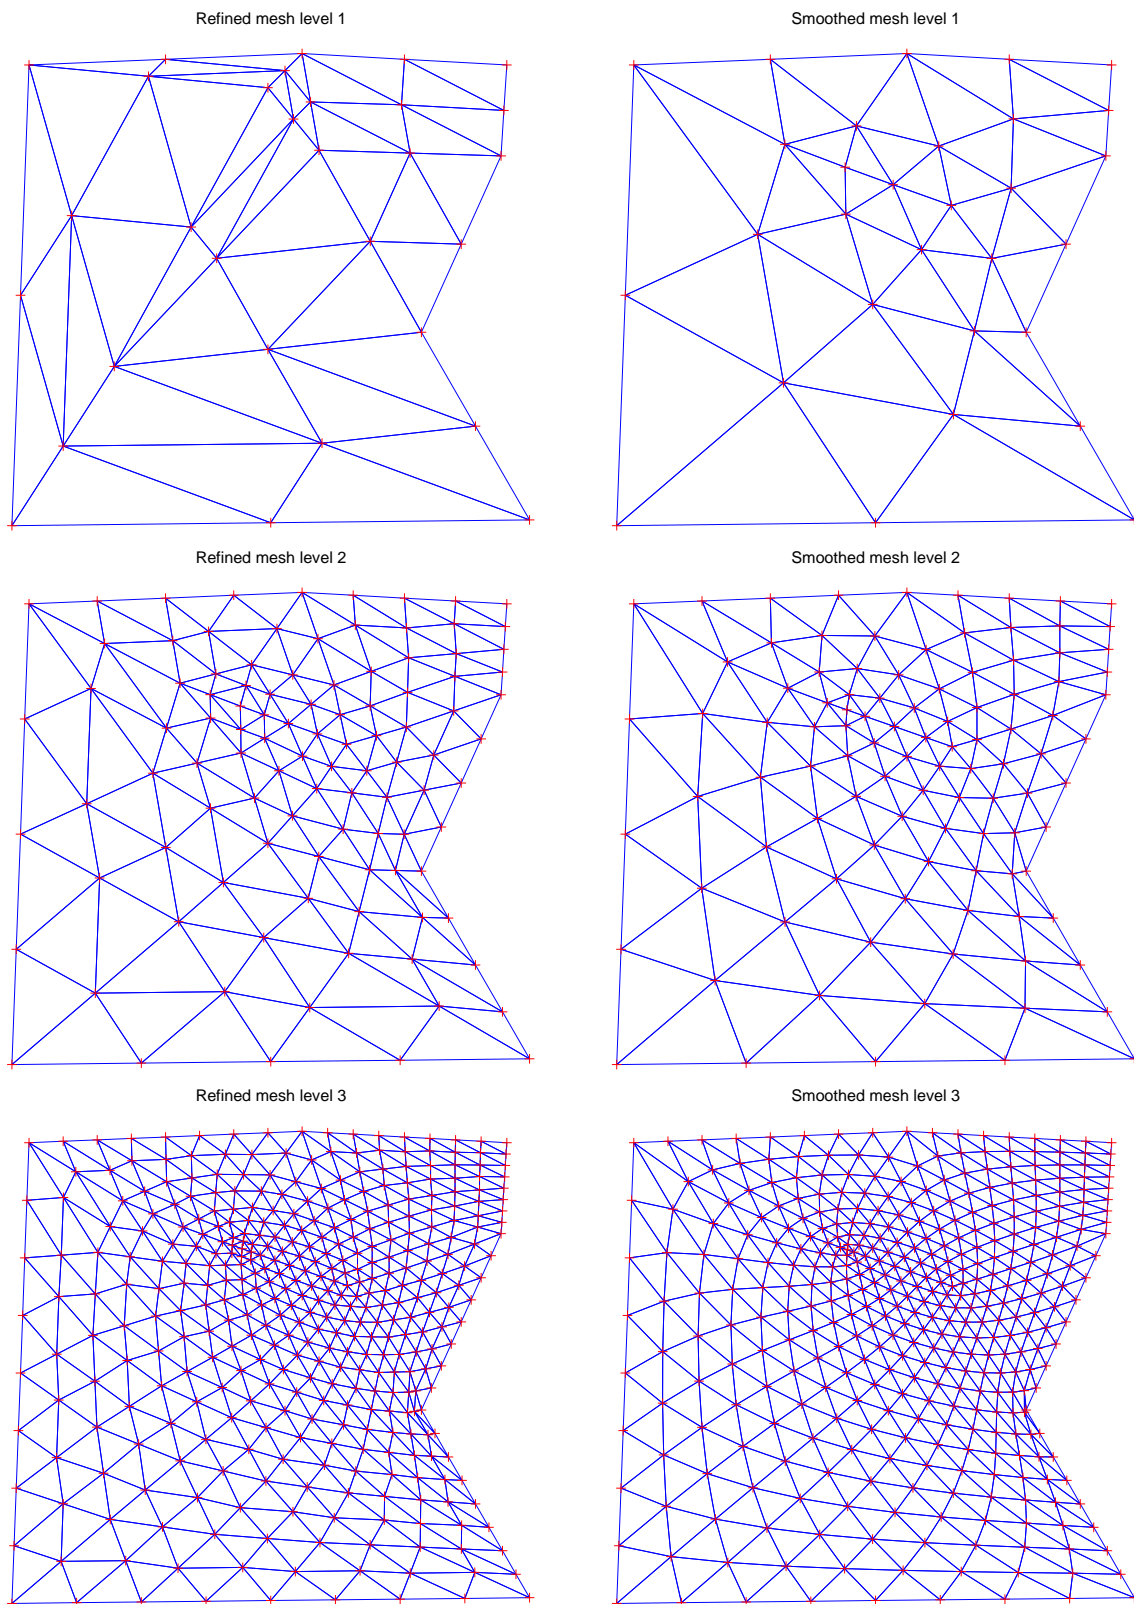 Refined mesh level 1
Smoothed mesh level 1
Refined mesh level 2
Smoothed mesh level 2
Refined mesh level 3
Smoothed mesh level 3